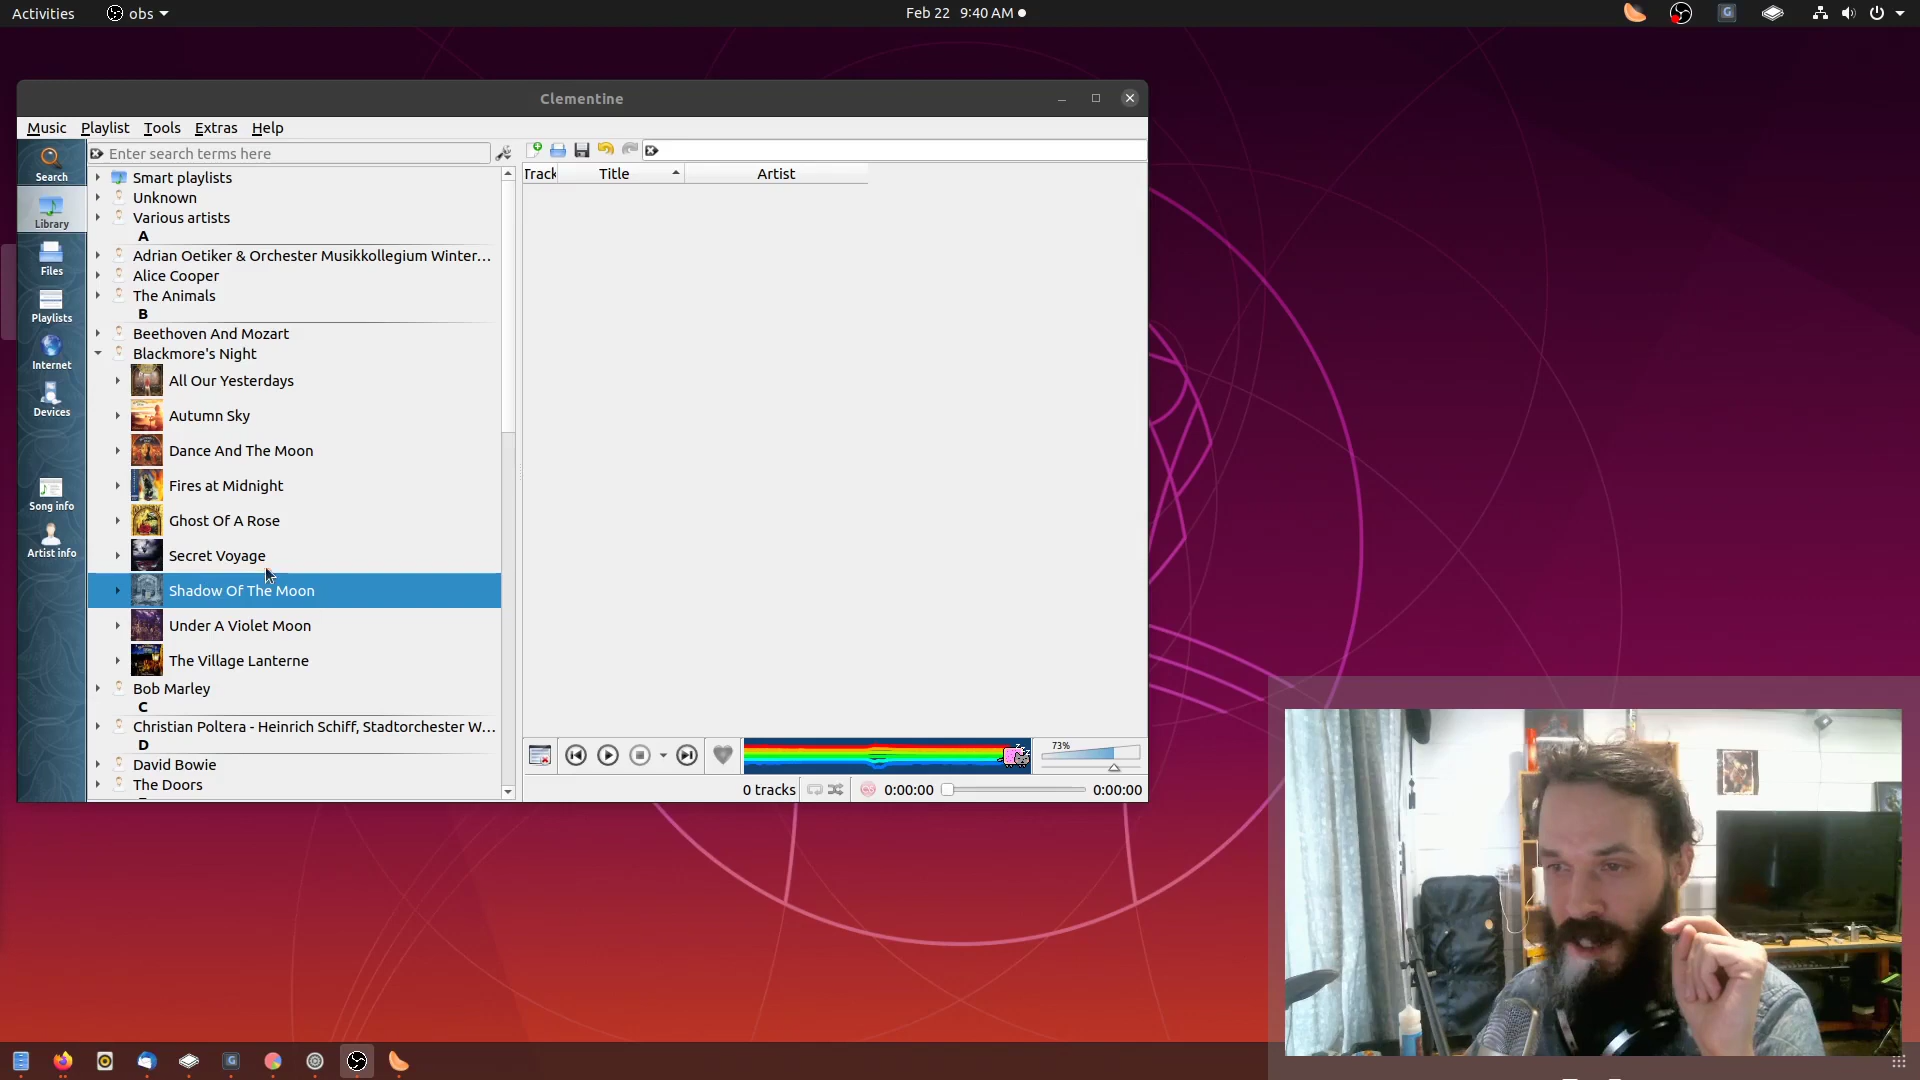 Activities
obs
Feb 22 9:40 AM
Clementine
Music Playlist Tools Extras Help
Search
Library
Files
Playlists
Internet
Devices
Song info
Artist info
Enter search terms here
Smart playlists
Unknown
Various artists
A
Adrian Oetiker & Orchester Musikkollegium Winter...
Alice Cooper
The Animals
B
Beethoven And Mozart
Blackmore's Night
All Our Yesterdays
Autumn Sky
Dance And The Moon
Fires at Midnight
Ghost Of A Rose
Secret Voyage
Shadow Of The Moon
Under A Violet Moon
The Village Lanterne
Bob Marley
C
Christian Poltera - Heinrich Schiff, Stadtorchester W...
D
David Bowie
The Doors
Track Title Artist
73%
0 tracks
0:00:00
0:00:00